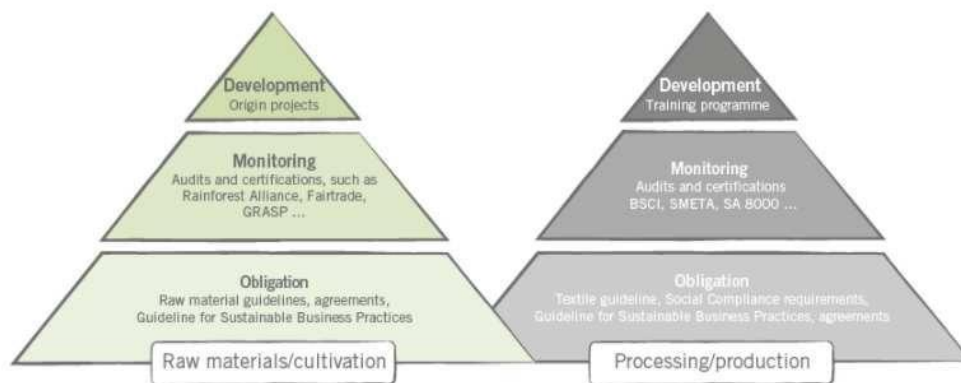 Development
Origin projects
Monitoring
Audits and certifications, such as
Rainforest Alliance, Fairtrade,
GRASP ...
Obligation
Raw material guidelines, agreements,
Guideline for Sustainable Business Practices
Raw materials/cultivation
Development
Training programme
Monitoring
Audits and certifications
BSCI, SMETA, SA 8000 ...
Obligation
Textile guideline, Social Compliance requirements,
Guideline for Sustainable Business Practices, agreements
Processing/production